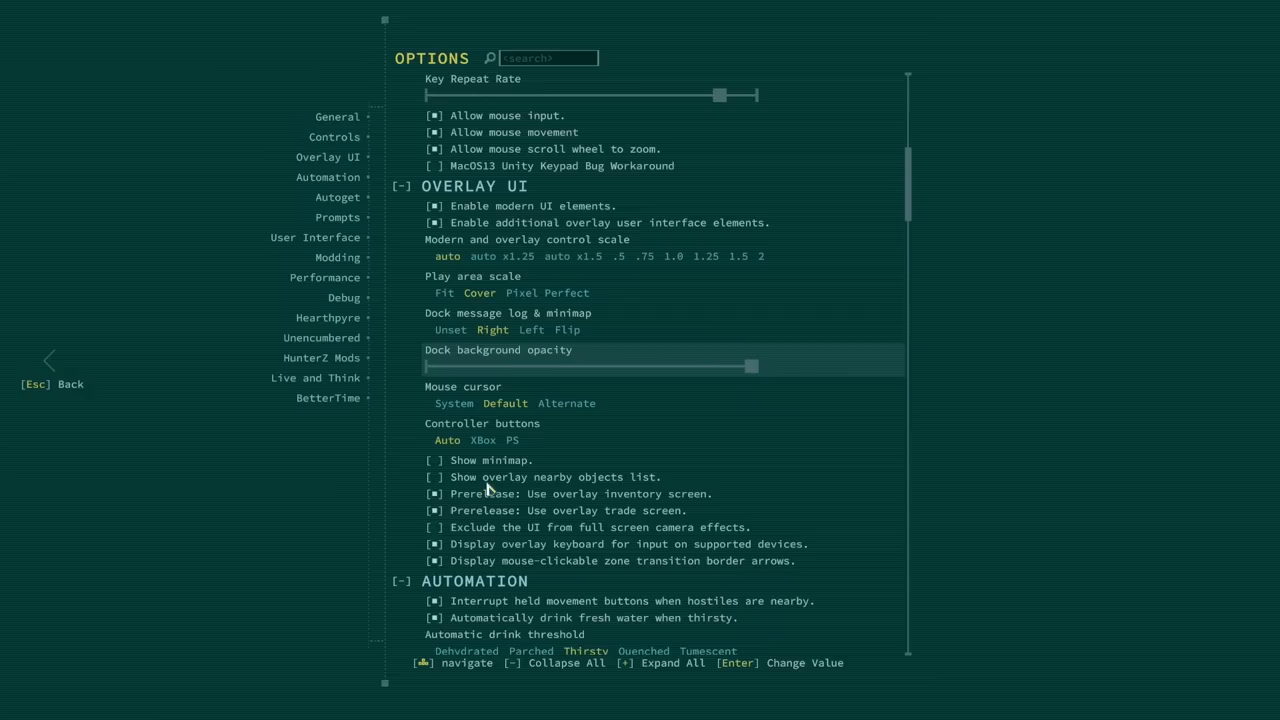 OPTIONS <search>
Key Repeat Rate
[■] Allow mouse input.
[■] Allow mouse movement
[■] Allow mouse scroll wheel to zoom.
[ ] MacOS13 Unity Keypad Bug Workaround
[-] OVERLAY UI
[■] Enable modern UI elements.
[■] Enable additional overlay user interface elements.
Modern and overlay control scale
auto auto x1.25 auto x1.5 .5 .75 1.0 1.25 1.5 2
Play area scale
Fit Cover Pixel Perfect
Dock message log & minimap
Unset Right Left Flip
Dock background opacity
Mouse cursor
System Default Alternate
Controller buttons
Auto XBox PS
[ ] Show minimap.
[ ] Show overlay nearby objects list.
[■] Prerelease: Use overlay inventory screen.
[■] Prerelease: Use overlay trade screen.
[ ] Exclude the UI from full screen camera effects.
[■] Display overlay keyboard for input on supported devices.
[■] Display mouse-clickable zone transition border arrows.
[-] AUTOMATION
[■] Interrupt held movement buttons when hostiles are nearby.
[■] Automatically drink fresh water when thirsty.
Automatic drink threshold
Dehydrated Parched Thirsty Quenched Tumescent
General
Controls
Overlay UI
Automation
Autoget
Prompts
User Interface
Modding
Performance
Debug
Hearthpyre
Unencumbered
HunterZ Mods
Live and Think
BetterTime
[Esc] Back
navigate [-] Collapse All [+] Expand All [Enter] Change Value